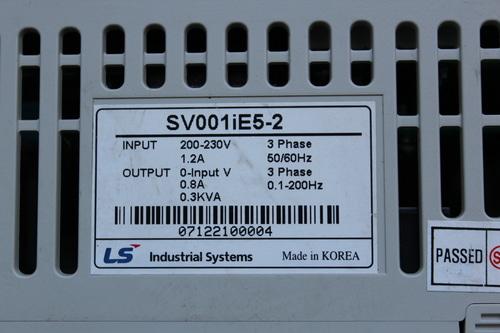 SV001iE5-2
INPUT 200-230V 3 Phase
1.2A 50/60Hz
OUTPUT 0-Input V 3 Phase
0.8A 0.1-200Hz
0.3KVA
07122100004
LS Industrial Systems Made in KOREA
PASSED